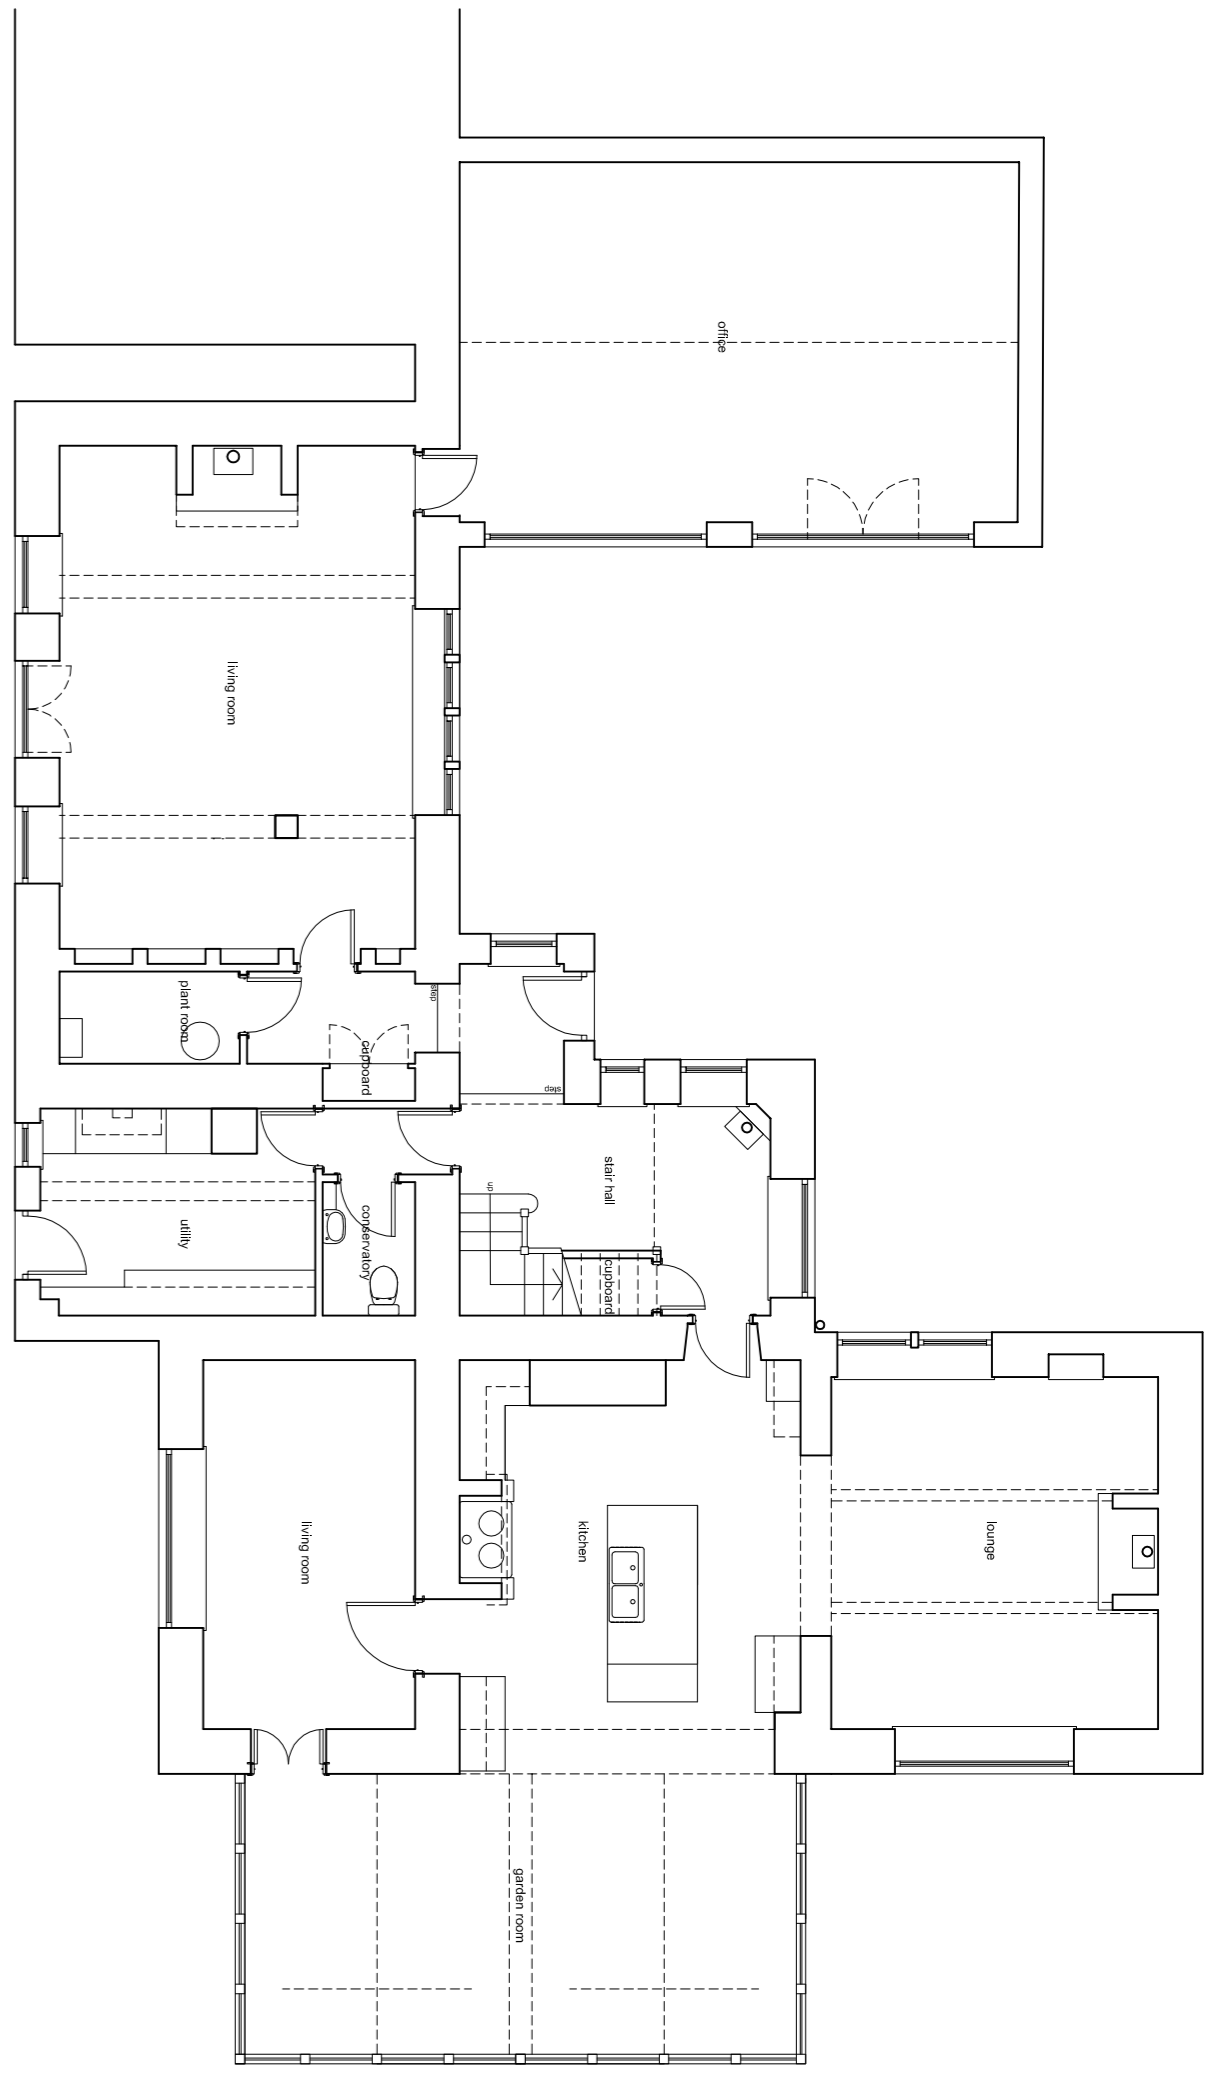 office
living room
plant room
step
cupboard
step
stair hall
up
utility
conservatory
cupboard
living room
kitchen
lounge
garden room